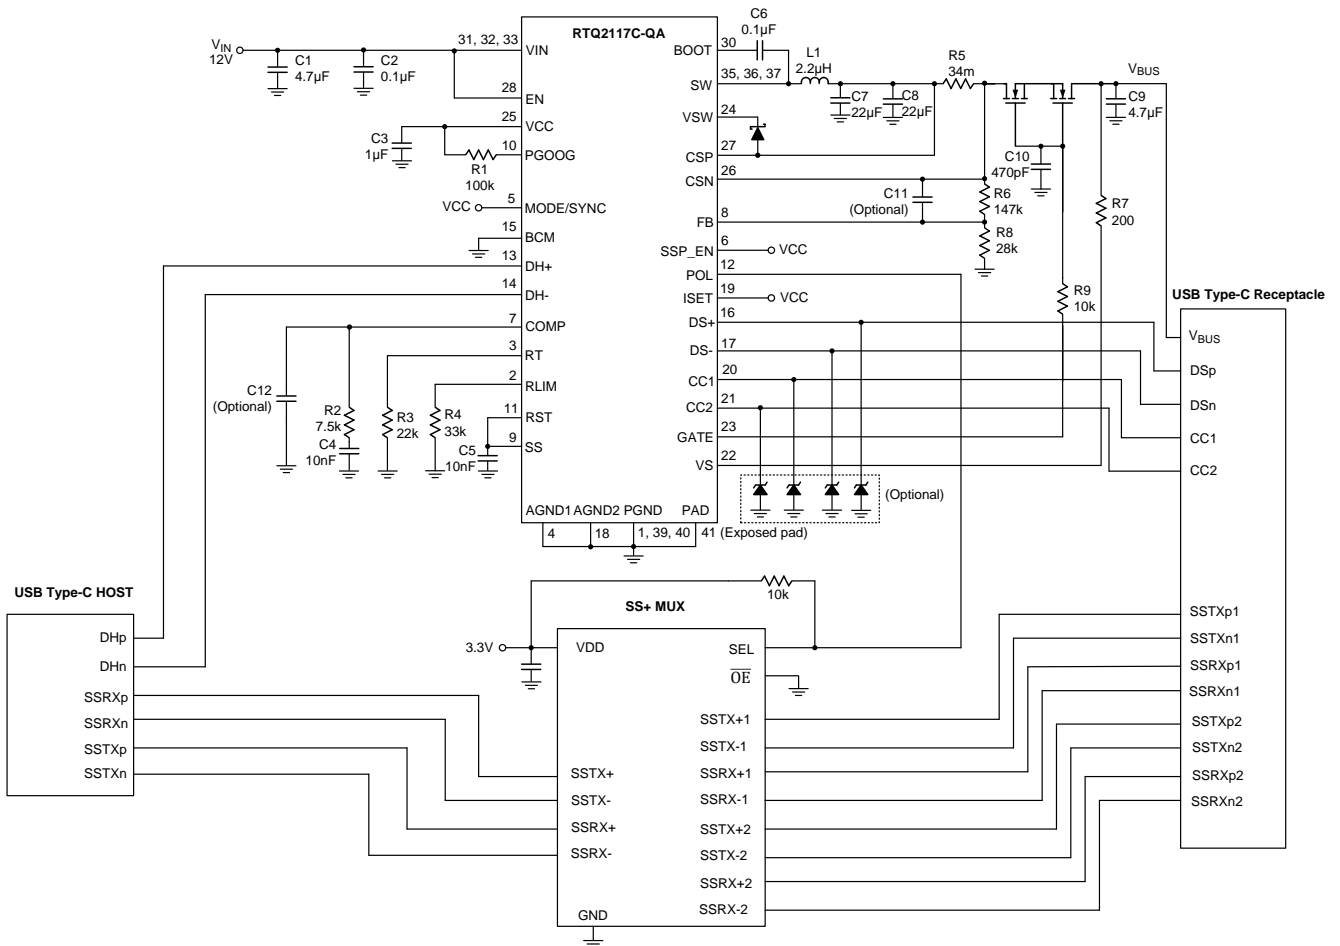 RTQ2117C-QA
VIN
12V
C1
4.7µF
C2
0.1µF
31, 32, 33
VIN
28
EN
25
VCC
C3
1µF
10
PGOOG
R1
100k
VCC
5
MODE/SYNC
15
BCM
13
DH+
14
DH-
7
COMP
3
RT
2
RLIM
11
RST
9
SS
C12
(Optional)
R2
7.5k
C4
10nF
R3
22k
R4
33k
C5
10nF
AGND1
AGND2
PGND
PAD
4
18
1, 39, 40
41 (Exposed pad)
BOOT
30
C6
0.1µF
SW
35, 36, 37
L1
2.2µH
C7
22µF
C8
22µF
R5
34m
VBUS
C9
4.7µF
VSW
24
CSP
27
CSN
26
C10
470pF
C11
(Optional)
R6
147k
R7
200
FB
8
R8
28k
SSP_EN
6
VCC
POL
12
ISET
19
VCC
R9
10k
DS+
16
DS-
17
CC1
20
CC2
21
GATE
23
VS
22
(Optional)
USB Type-C Receptacle
VBUS
DSp
DSn
CC1
CC2
SSTXp1
SSTXn1
SSRXp1
SSRXn1
SSTXp2
SSTXn2
SSRXp2
SSRXn2
USB Type-C HOST
DHp
DHn
SSRXp
SSRXn
SSTXp
SSTXn
SS+ MUX
10k
3.3V
VDD
SEL
OE
SSTX+
SSTX-
SSRX+
SSRX-
SSTX+1
SSTX-1
SSRX+1
SSRX-1
SSTX+2
SSTX-2
SSRX+2
SSRX-2
GND